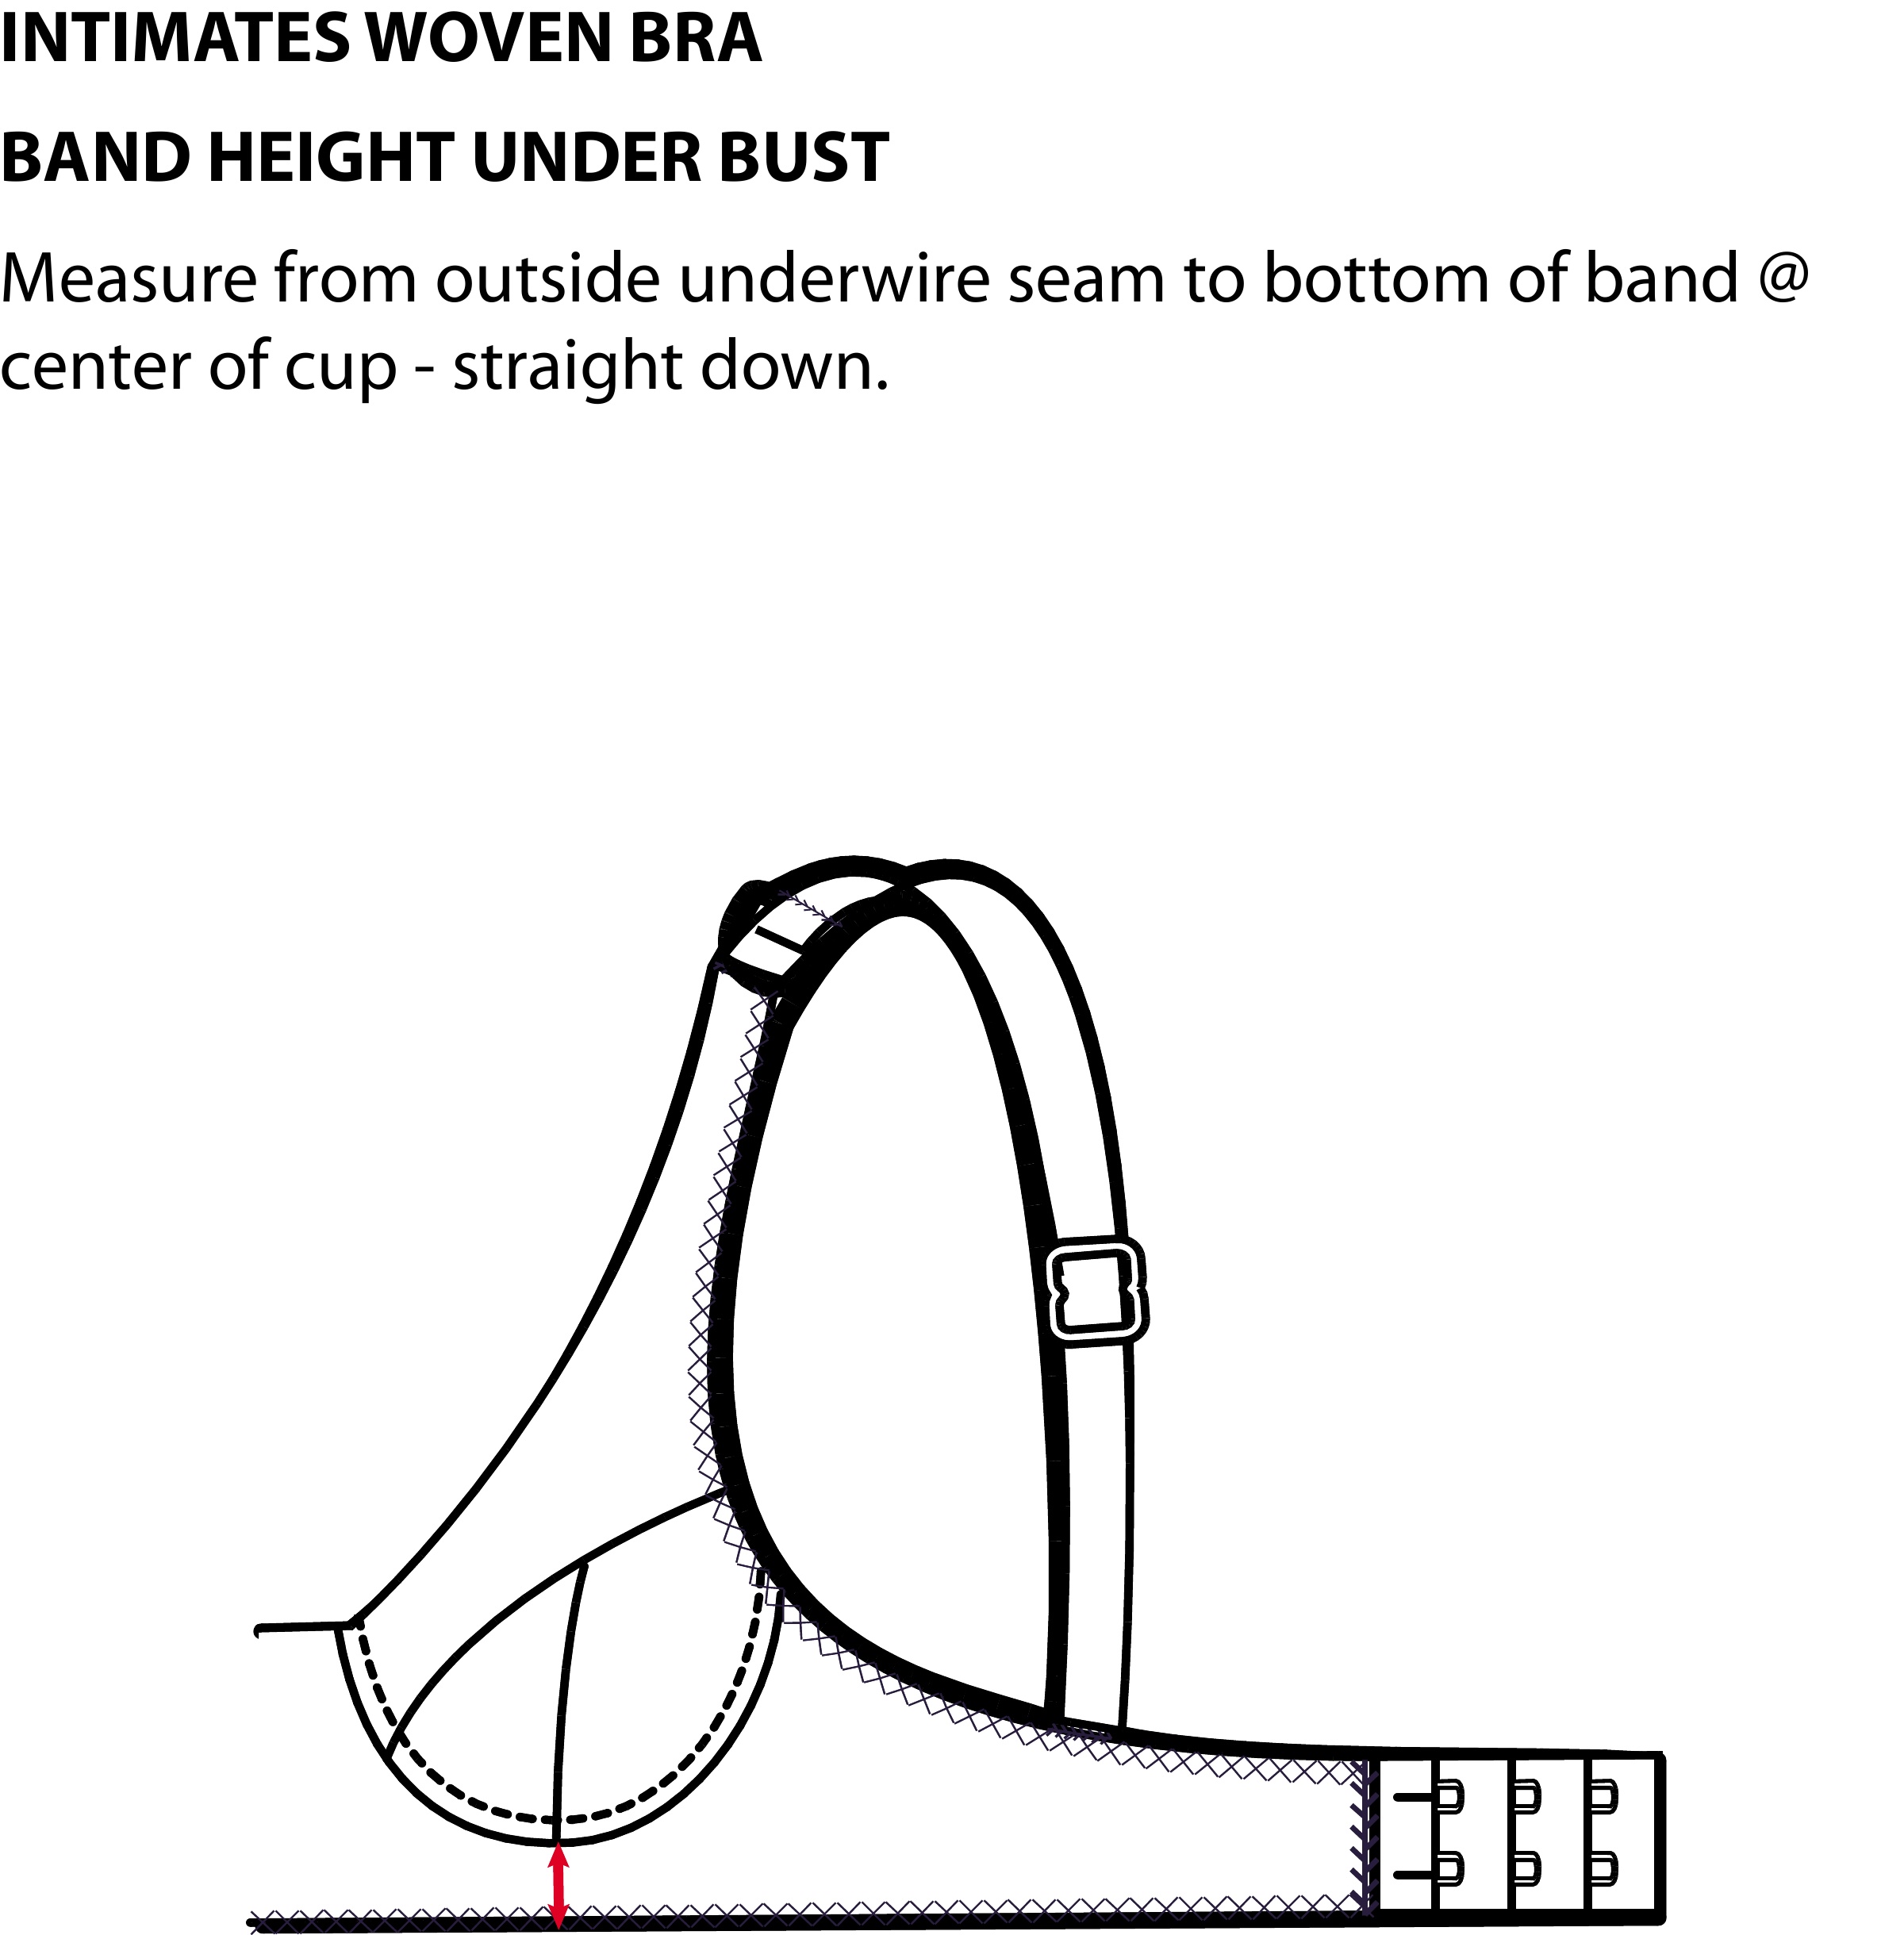 INTIMATES WOVEN BRA
BAND HEIGHT UNDER BUST
Measure from outside underwire seam to bottom of band @
center of cup - straight down.